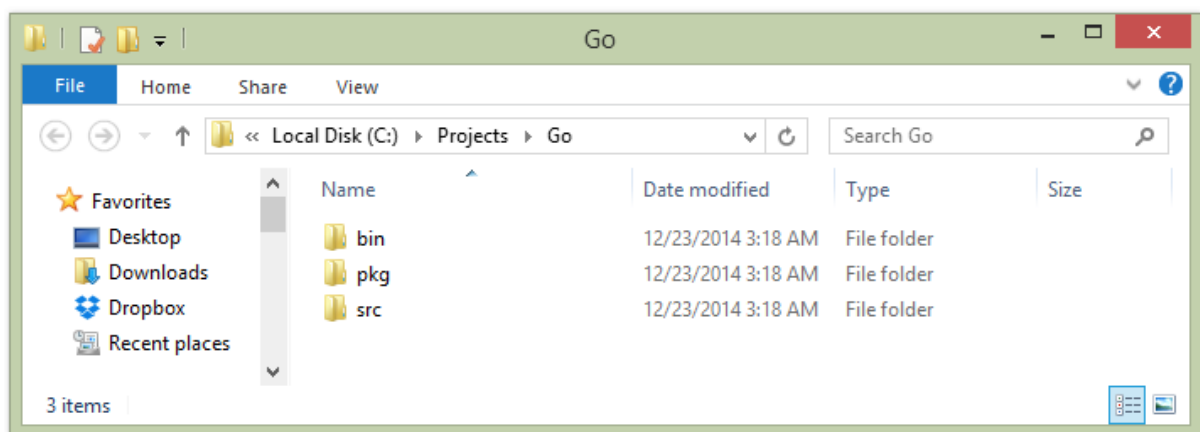 Go
File Home Share View
« Local Disk (C:) Projects Go Search Go
Name Date modified Type Size
Favorites
Desktop bin 12/23/2014 3:18 AM File folder
Downloads pkg 12/23/2014 3:18 AM File folder
Dropbox src 12/23/2014 3:18 AM File folder
Recent places
3 items